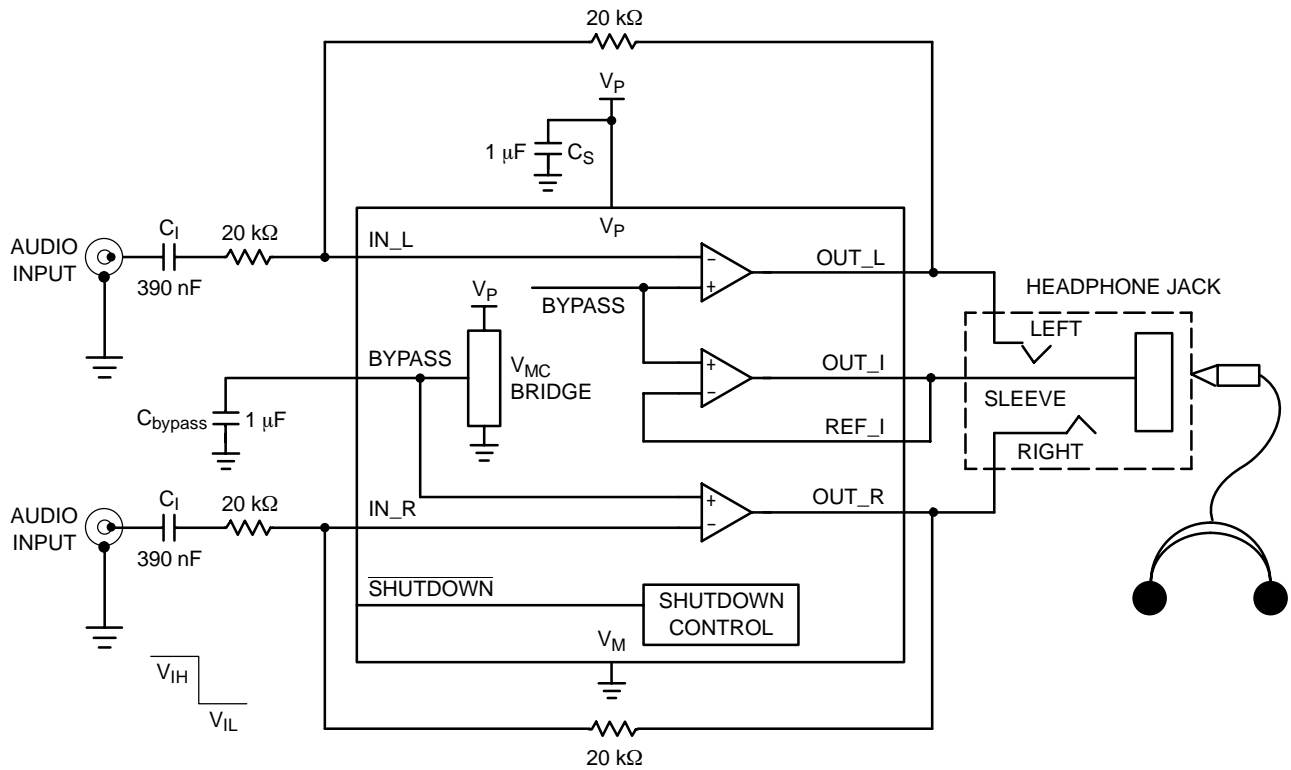 20 kΩ
V_P
1 μF
C_S
V_P
C_I
20 kΩ
AUDIO
INPUT
390 nF
IN_L
−
+
OUT_L
BYPASS
HEADPHONE JACK
LEFT
V_P
BYPASS
V_MC
BRIDGE
+
−
OUT_I
SLEEVE
REF_I
RIGHT
C_bypass
1 μF
C_I
20 kΩ
AUDIO
INPUT
390 nF
IN_R
+
−
OUT_R
SHUTDOWN
SHUTDOWN
CONTROL
V_M
V_IH
V_IL
20 kΩ